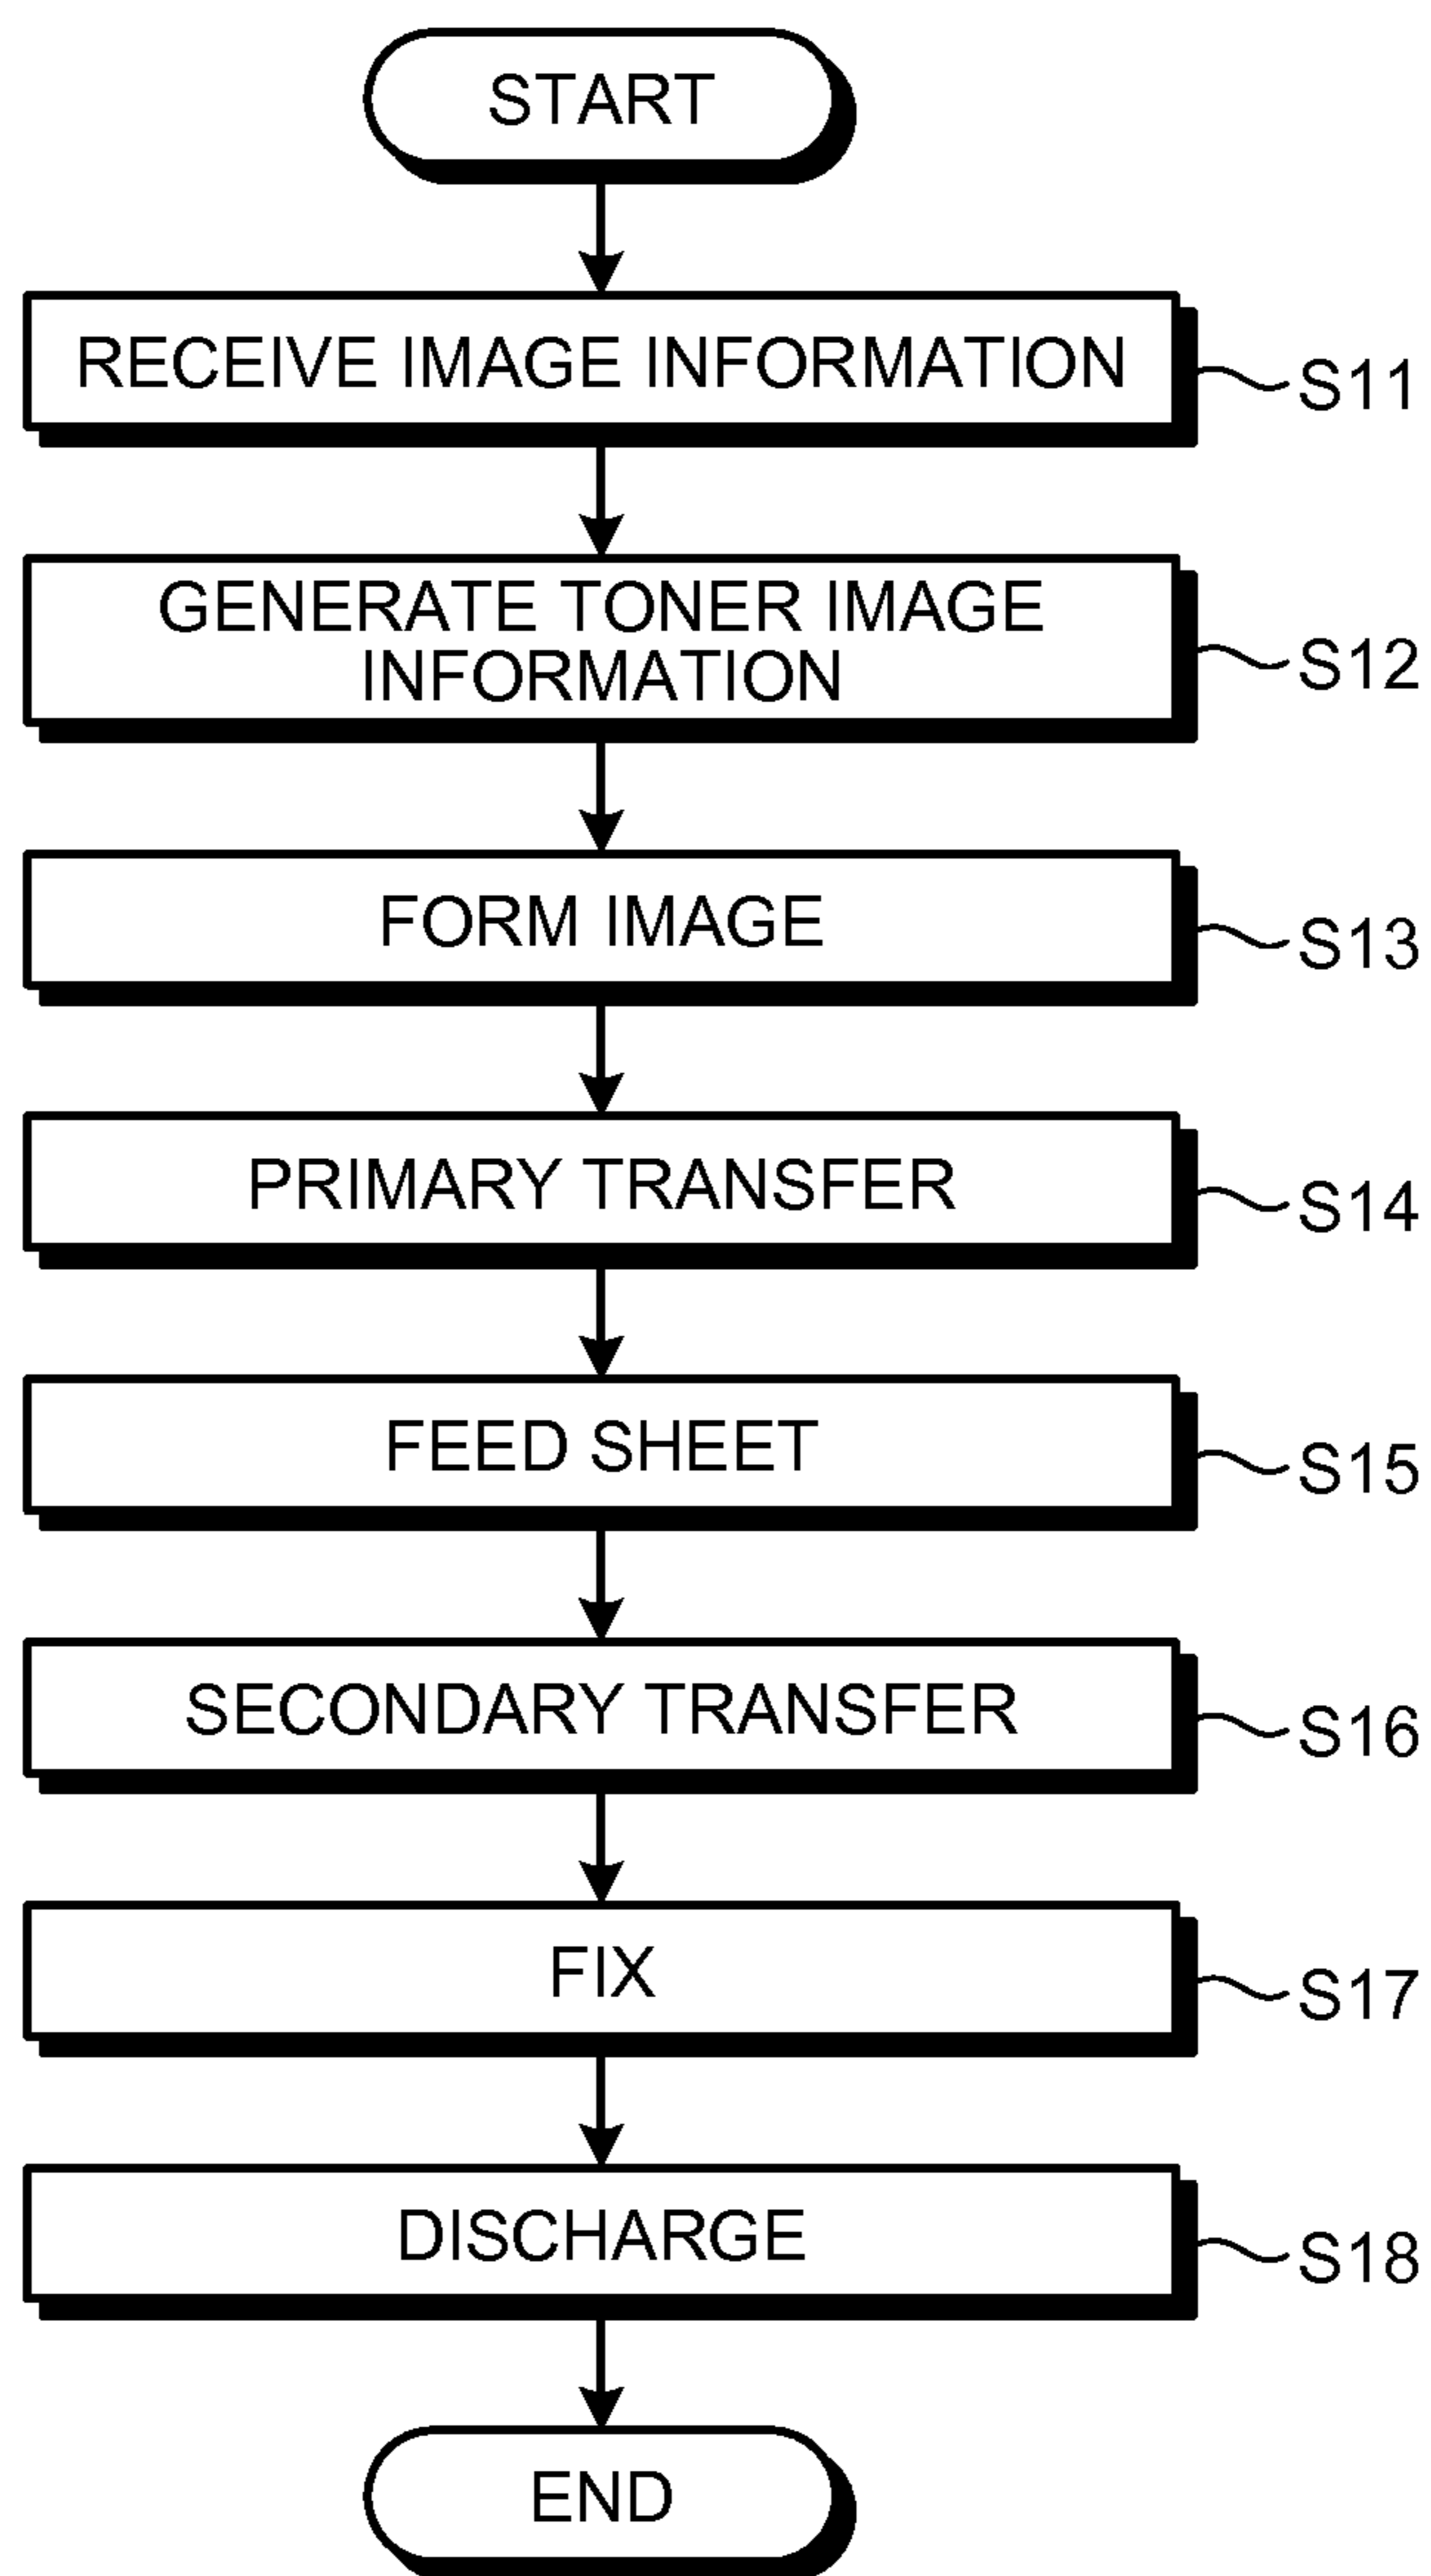 START
RECEIVE IMAGE INFORMATION
S11
GENERATE TONER IMAGE
INFORMATION
S12
FORM IMAGE
S13
PRIMARY TRANSFER
S14
FEED SHEET
S15
SECONDARY TRANSFER
S16
FIX
S17
DISCHARGE
S18
END